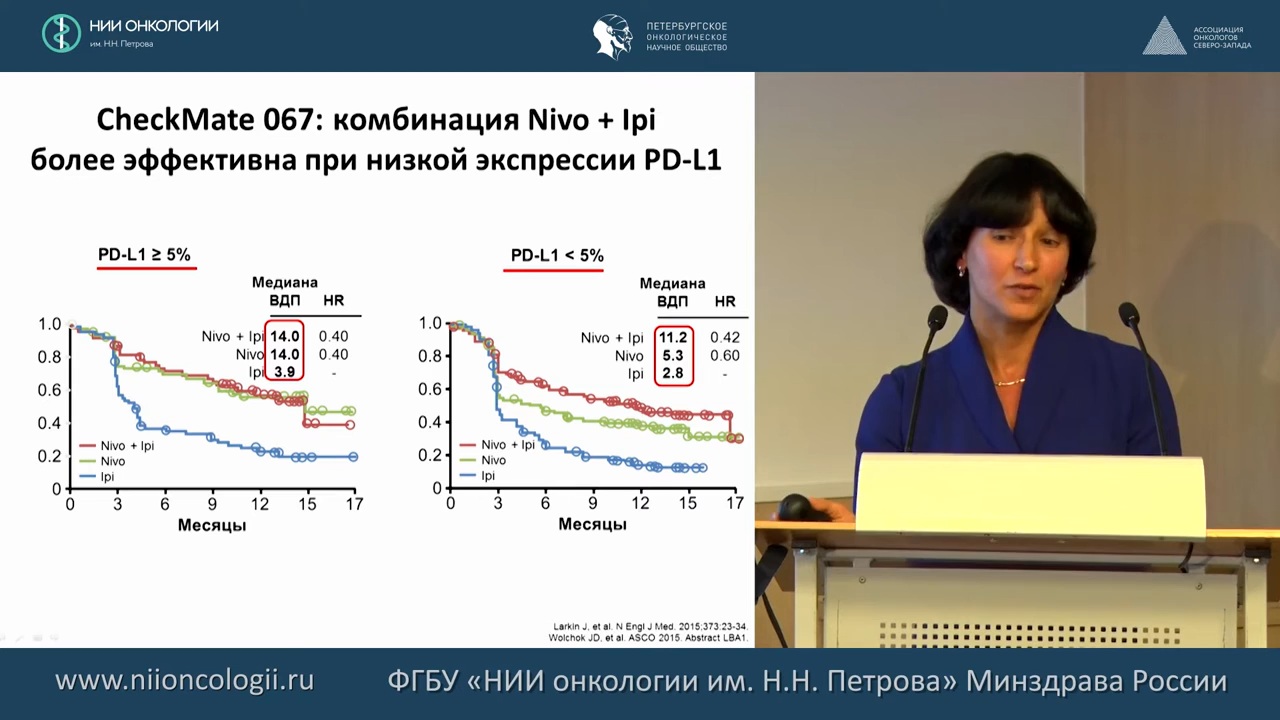 НИИ ОНКОЛОГИИ
им. Н.Н. Петрова
ПЕТЕРБУРГСКОЕ
ОНКОЛОГИЧЕСКОЕ
НАУЧНОЕ ОБЩЕСТВО
АССОЦИАЦИЯ
ОНКОЛОГОВ
СЕВЕРО-ЗАПАДА
CheckMate 067: комбинация Nivo + Ipi
более эффективна при низкой экспрессии PD-L1
PD-L1 ≥ 5%
Медиана
ВДП HR
Nivo + Ipi 14.0 0.40
Nivo 14.0 0.40
Ipi 3.9 -
1.0
0.8
0.6
0.4
0.2
0
Nivo + Ipi
Nivo
Ipi
0 3 6 9 12 15 17
Месяцы
PD-L1 < 5%
Медиана
ВДП HR
Nivo + Ipi 11.2 0.42
Nivo 5.3 0.60
Ipi 2.8 -
1.0
0.8
0.6
0.4
0.2
0
Nivo + Ipi
Nivo
Ipi
0 3 6 9 12 15 17
Месяцы
Larkin J, et al. N Engl J Med. 2015;373:23-34.
Wolchok JD, et al. ASCO 2015. Abstract LBA1.
www.niioncologii.ru
ФГБУ «НИИ онкологии им. Н.Н. Петрова» Минздрава России